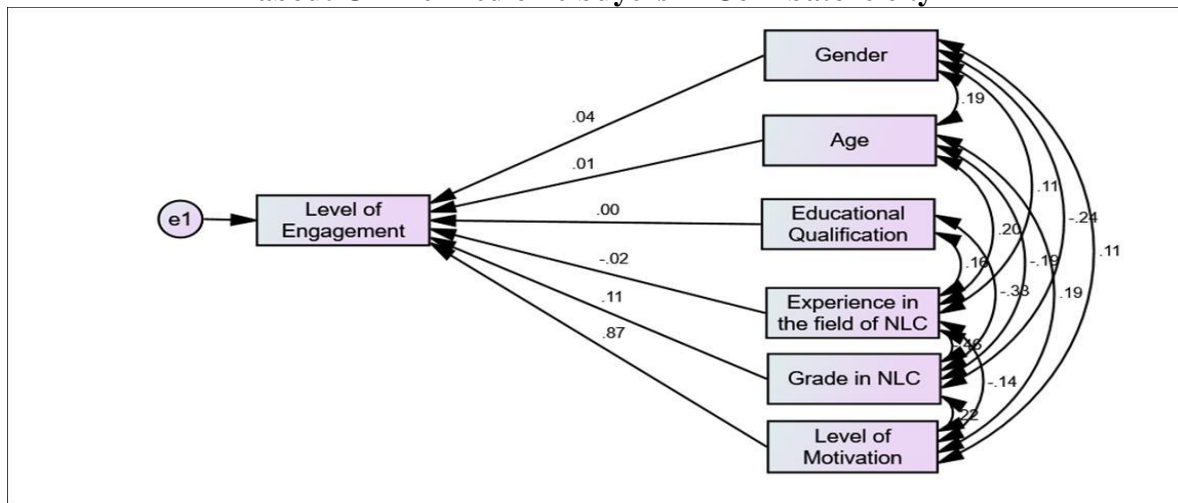 Gender
.19
.04
Age
.01
Level of
Engagement
e1
Educational
Qualification
.00
.11
-.24
.20
.11
.16
-.19
-.02
-.33
.19
Experience in
the field of NLC
.11
.87
-.46
Grade in NLC
-.14
.22
Level of
Motivation